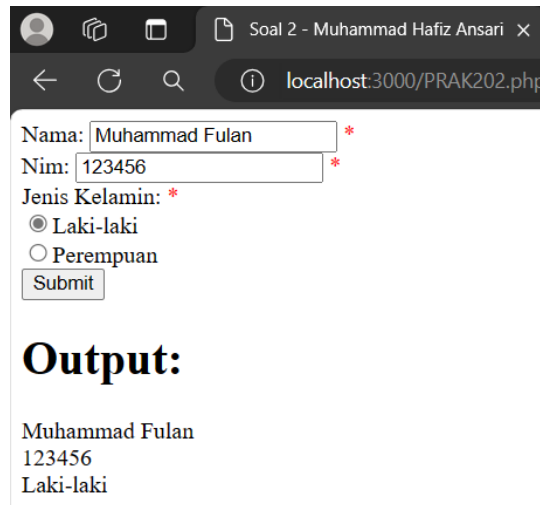 Soal 2 - Muhammad Hafiz Ansari
localhost:3000/PRAK202.php
Nama: Muhammad Fulan *
Nim: 123456 *
Jenis Kelamin: *
Laki-laki
Perempuan
Submit
Output:
Muhammad Fulan
123456
Laki-laki